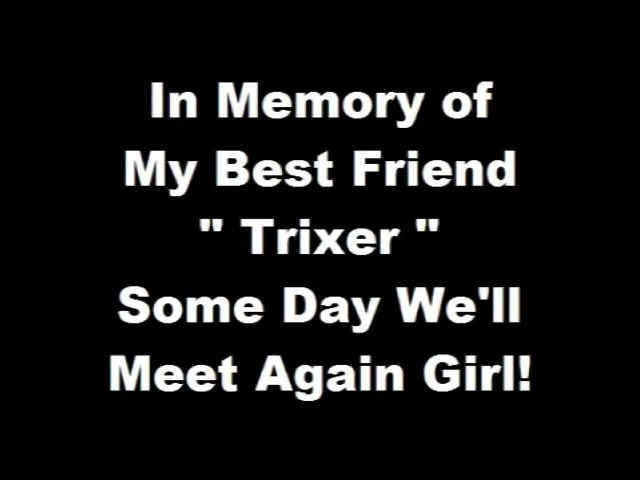 In Memory of
My Best Friend
" Trixer "
Some Day We'll
Meet Again Girl!